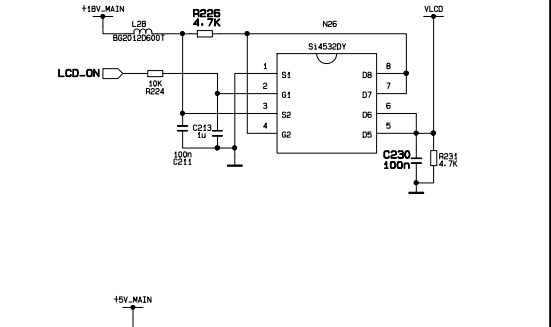 +18V_MAIN
VLCD
R226
4.7K
N26
L28
BG2012D600T
Si4532DY
LCD_ON
10K
R224
1
S1
D8
8
2
G1
D7
7
3
S2
D6
6
4
G2
D5
5
C213
1u
100n
C211
C230
100n
R231
4.7K
+5V_MAIN